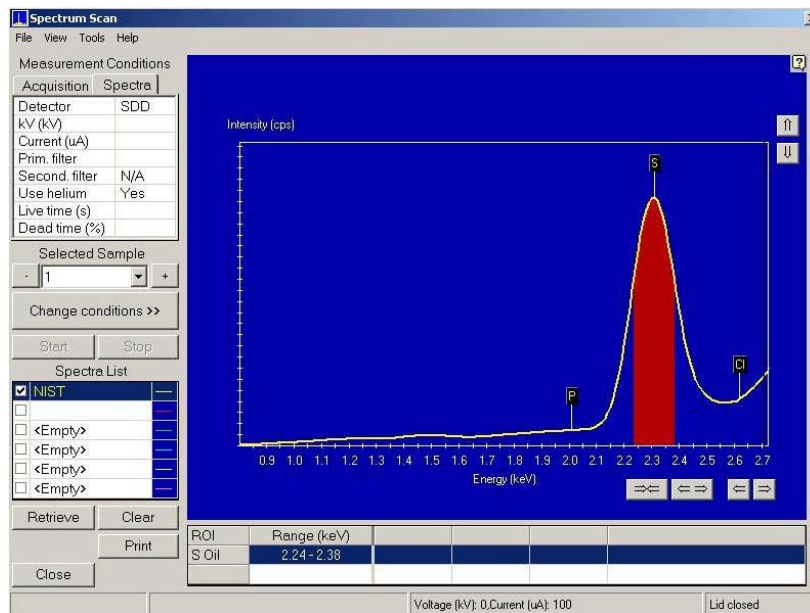 Spectrum Scan
File View Tools Help
Measurement Conditions
Acquisition Spectra
Detector SDD
kV (kV)
Current (uA)
Prim. filter
Second. filter N/A
Use helium Yes
Live time (s)
Dead time (%)
Selected Sample
- 1 +
Change conditions >>
Start Stop
Spectra List
NIST
<Empty>
<Empty>
<Empty>
<Empty>
Retrieve Clear
Print
Close
?
Intensity (cps)
S
P
Cl
0.9 1.0 1.2 1.3 1.4 1.5 1.6 1.7 1.8 1.9 2.0 2.1 2.2 2.3 2.4 2.5 2.6 2.7
Energy (keV)
ROI Range (keV)
S Oil 2.24 - 2.38
Voltage (kV): 0,Current (uA): 100 Lid closed